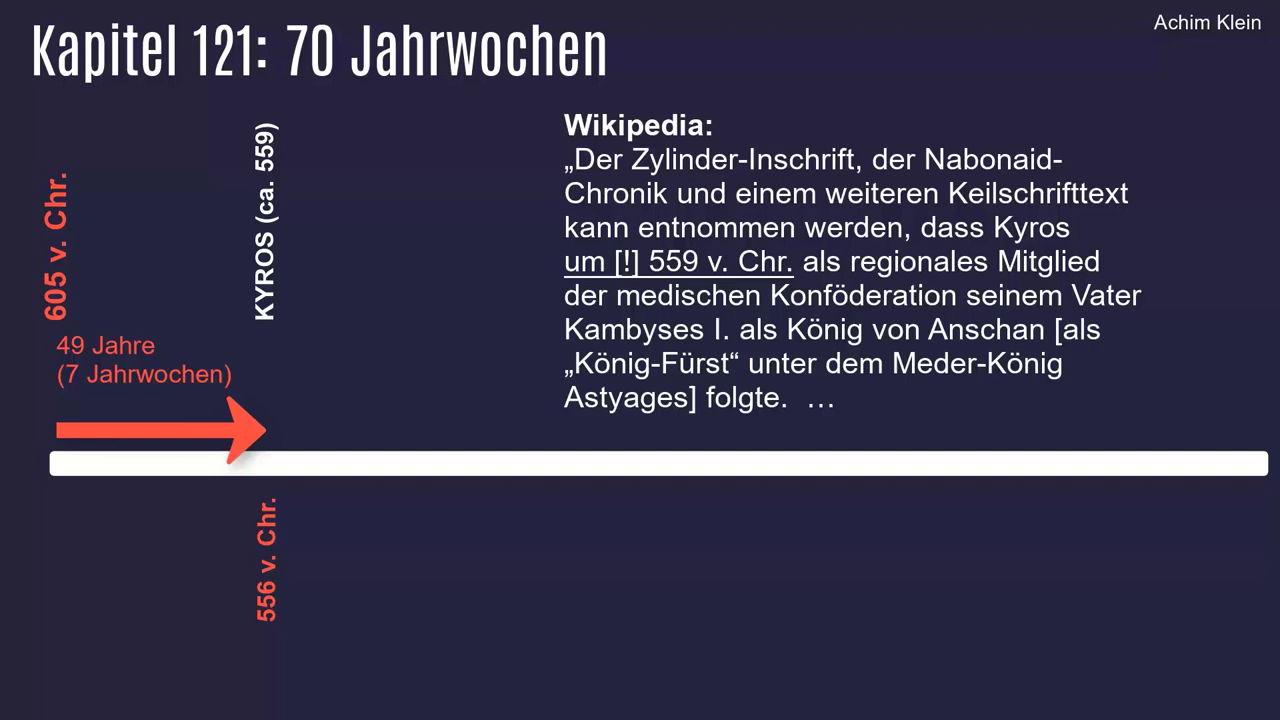 Kapitel 121: 70 Jahrwochen
Achim Klein
605 v. Chr.
KYROS (ca. 559)
49 Jahre
(7 Jahrwochen)
556 v. Chr.
Wikipedia:
„Der Zylinder-Inschrift, der Nabonaid-
Chronik und einem weiteren Keilschrifttext
kann entnommen werden, dass Kyros
um [!] 559 v. Chr. als regionales Mitglied
der medischen Konföderation seinem Vater
Kambyses I. als König von Anschan [als
„König-Fürst“ unter dem Meder-König
Astyages] folgte.  …